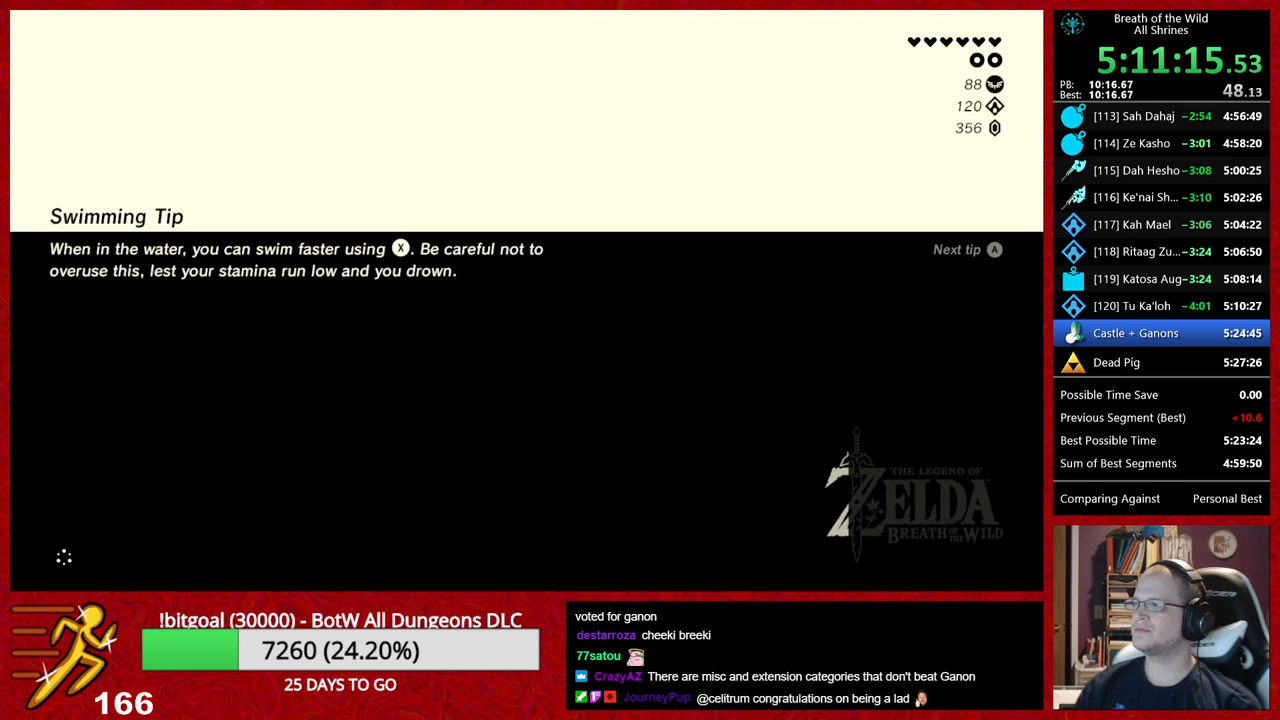 88
120
356
Swimming Tip
When in the water, you can swim faster using X. Be careful not to
overuse this, lest your stamina run low and you drown.
Next tip A
THE LEGEND OF
ZELDA
BREATH OF THE WILD
Breath of the Wild
All Shrines
5:11:15.53
PB: 10:16.67
Best: 10:16.67
48.13
[113] Sah Dahaj −2:54 4:56:49
[114] Ze Kasho −3:01 4:58:20
[115] Dah Hesho −3:08 5:00:25
[116] Ke'nai Sh... −3:10 5:02:26
[117] Kah Mael −3:06 5:04:22
[118] Ritaag Zu... −3:24 5:06:50
[119] Katosa Aug −3:24 5:08:14
[120] Tu Ka'loh −4:01 5:10:27
Castle + Ganons 5:24:45
Dead Pig 5:27:26
Possible Time Save 0.00
Previous Segment (Best) +10.6
Best Possible Time 5:23:24
Sum of Best Segments 4:59:50
Comparing Against Personal Best
166
!bitgoal (30000) - BotW All Dungeons DLC
7260 (24.20%)
25 DAYS TO GO
voted for ganon
destarroza cheeki breeki
77satou
CrazyAZ There are misc and extension categories that don't beat Ganon
JourneyPup @celitrum congratulations on being a lad